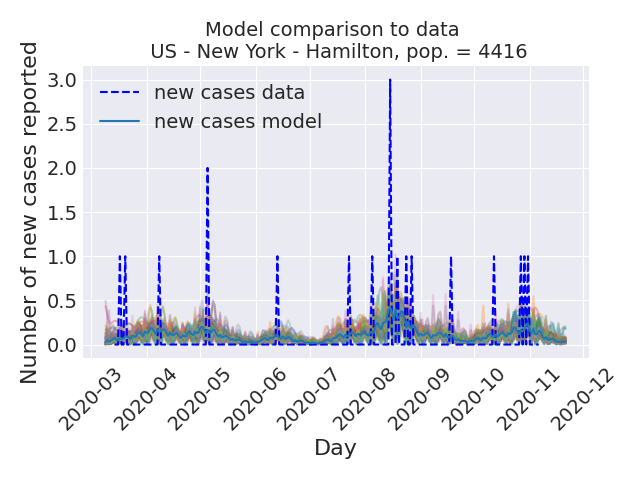 Model comparison to data
US - New York - Hamilton, pop. = 4416
Number of new cases reported
3.0
2.5
2.0
1.5
1.0
0.5
0.0
new cases data
new cases model
2020-03
2020-04
2020-05
2020-06
2020-07
2020-08
2020-09
2020-10
2020-11
2020-12
Day